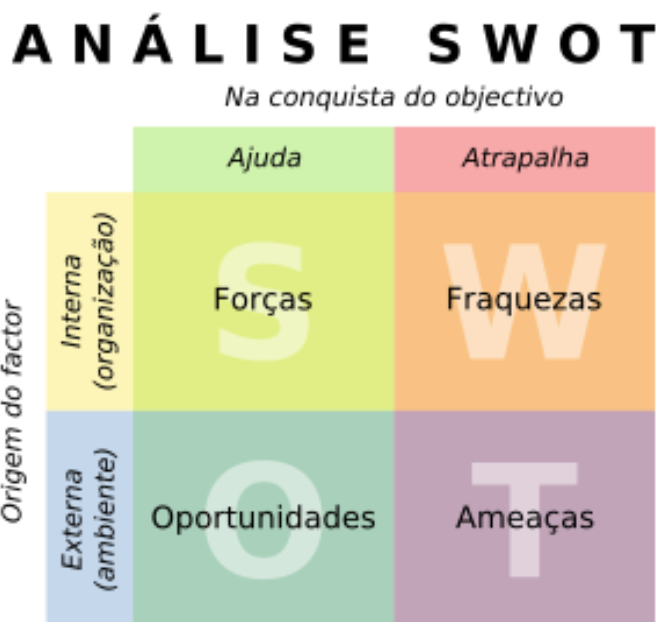 ANÁLISE SWOT
Na conquista do objectivo
Ajuda
Atrapalha
Origem do factor
Interna
(organização)
S
Forças
W
Fraquezas
Externa
(ambiente)
O
Oportunidades
T
Ameaças